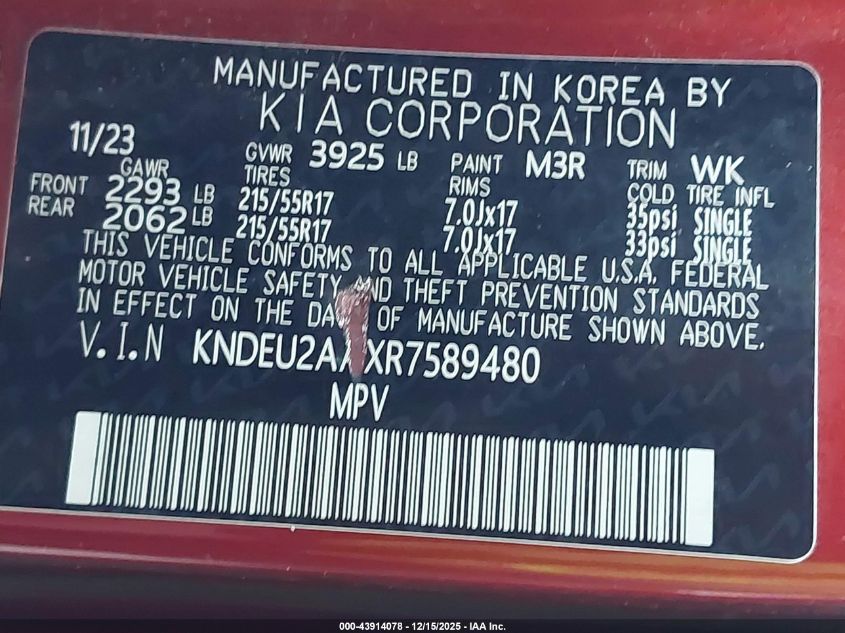 MANUFACTURED IN KOREA BY
KIA CORPORATION
11/23 GVWR 3925 LB PAINT M3R TRIM WK
GAWR TIRES RIMS COLD TIRE INFL
FRONT 2293 LB 215/55R17 7.0Jx17 35psi SINGLE
REAR 2062 LB 215/55R17 7.0Jx17 33psi SINGLE
THIS VEHICLE CONFORMS TO ALL APPLICABLE U.S.A. FEDERAL
MOTOR VEHICLE SAFETY AND THEFT PREVENTION STANDARDS
IN EFFECT ON THE DA OF MANUFACTURE SHOWN ABOVE.
V.I.N KNDEU2AAXR7589480
MPV
000-43914078 - 12/15/2025 - IAA Inc.